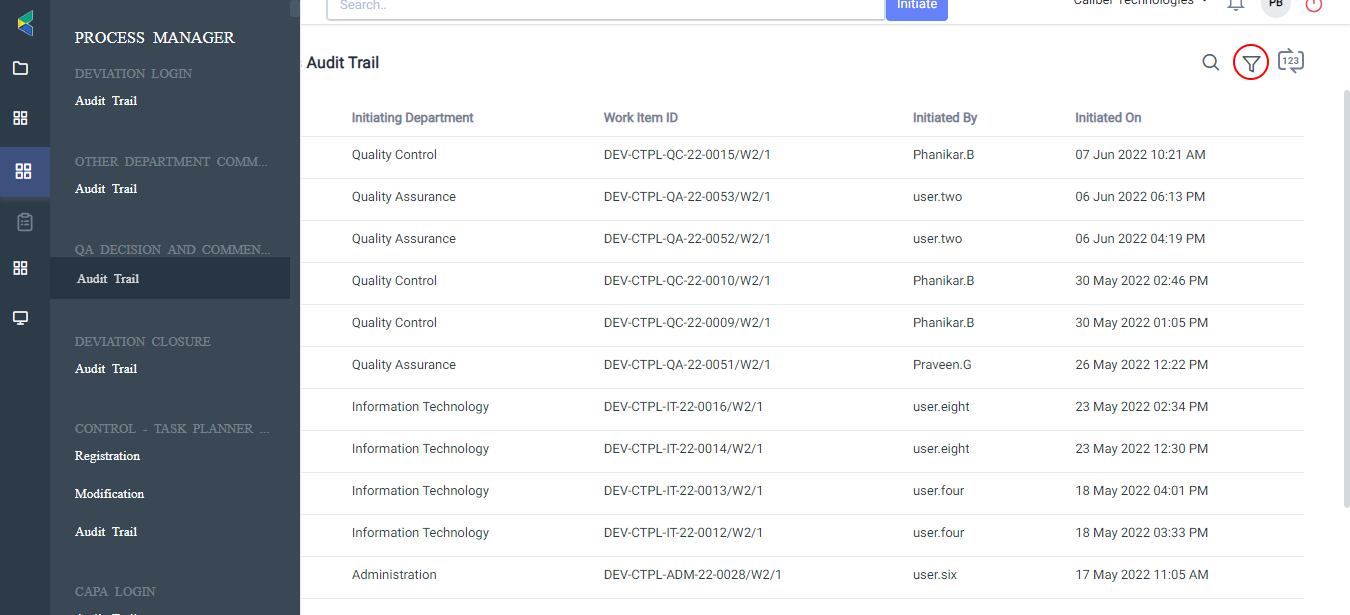 Search..
Initiate
Caliber Technologies
PB
PROCESS MANAGER
DEVIATION LOGIN
Audit Trail
OTHER DEPARTMENT COMM...
Audit Trail
QA DECISION AND COMMEN...
Audit Trail
DEVIATION CLOSURE
Audit Trail
CONTROL - TASK PLANNER ...
Registration
Modification
Audit Trail
CAPA LOGIN
Audit Trail
Audit Trail
123
Initiating Department Work Item ID Initiated By Initiated On
Quality Control DEV-CTPL-QC-22-0015/W2/1 Phanikar.B 07 Jun 2022 10:21 AM
Quality Assurance DEV-CTPL-QA-22-0053/W2/1 user.two 06 Jun 2022 06:13 PM
Quality Assurance DEV-CTPL-QA-22-0052/W2/1 user.two 06 Jun 2022 04:19 PM
Quality Control DEV-CTPL-QC-22-0010/W2/1 Phanikar.B 30 May 2022 02:46 PM
Quality Control DEV-CTPL-QC-22-0009/W2/1 Phanikar.B 30 May 2022 01:05 PM
Quality Assurance DEV-CTPL-QA-22-0051/W2/1 Praveen.G 26 May 2022 12:22 PM
Information Technology DEV-CTPL-IT-22-0016/W2/1 user.eight 23 May 2022 02:34 PM
Information Technology DEV-CTPL-IT-22-0014/W2/1 user.eight 23 May 2022 12:30 PM
Information Technology DEV-CTPL-IT-22-0013/W2/1 user.four 18 May 2022 04:01 PM
Information Technology DEV-CTPL-IT-22-0012/W2/1 user.four 18 May 2022 03:33 PM
Administration DEV-CTPL-ADM-22-0028/W2/1 user.six 17 May 2022 11:05 AM